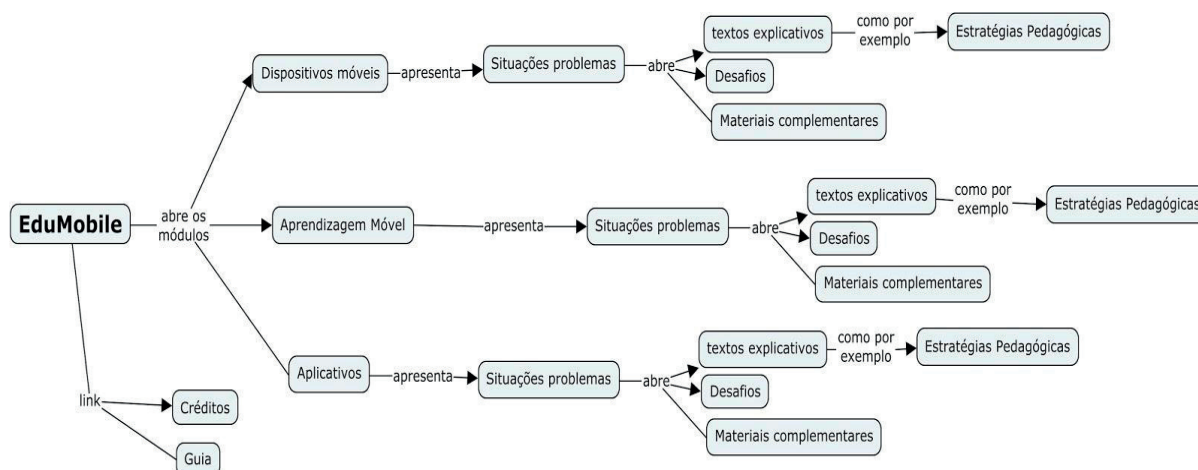 EduMobile
abre os
módulos
Dispositivos móveis
apresenta
Situações problemas
abre
textos explicativos
como por
exemplo
Estratégias Pedagógicas
Desafios
Materiais complementares
Aprendizagem Móvel
apresenta
Situações problemas
abre
textos explicativos
como por
exemplo
Estratégias Pedagógicas
Desafios
Materiais complementares
Aplicativos
apresenta
Situações problemas
abre
textos explicativos
como por
exemplo
Estratégias Pedagógicas
Desafios
Materiais complementares
link
Créditos
Guia